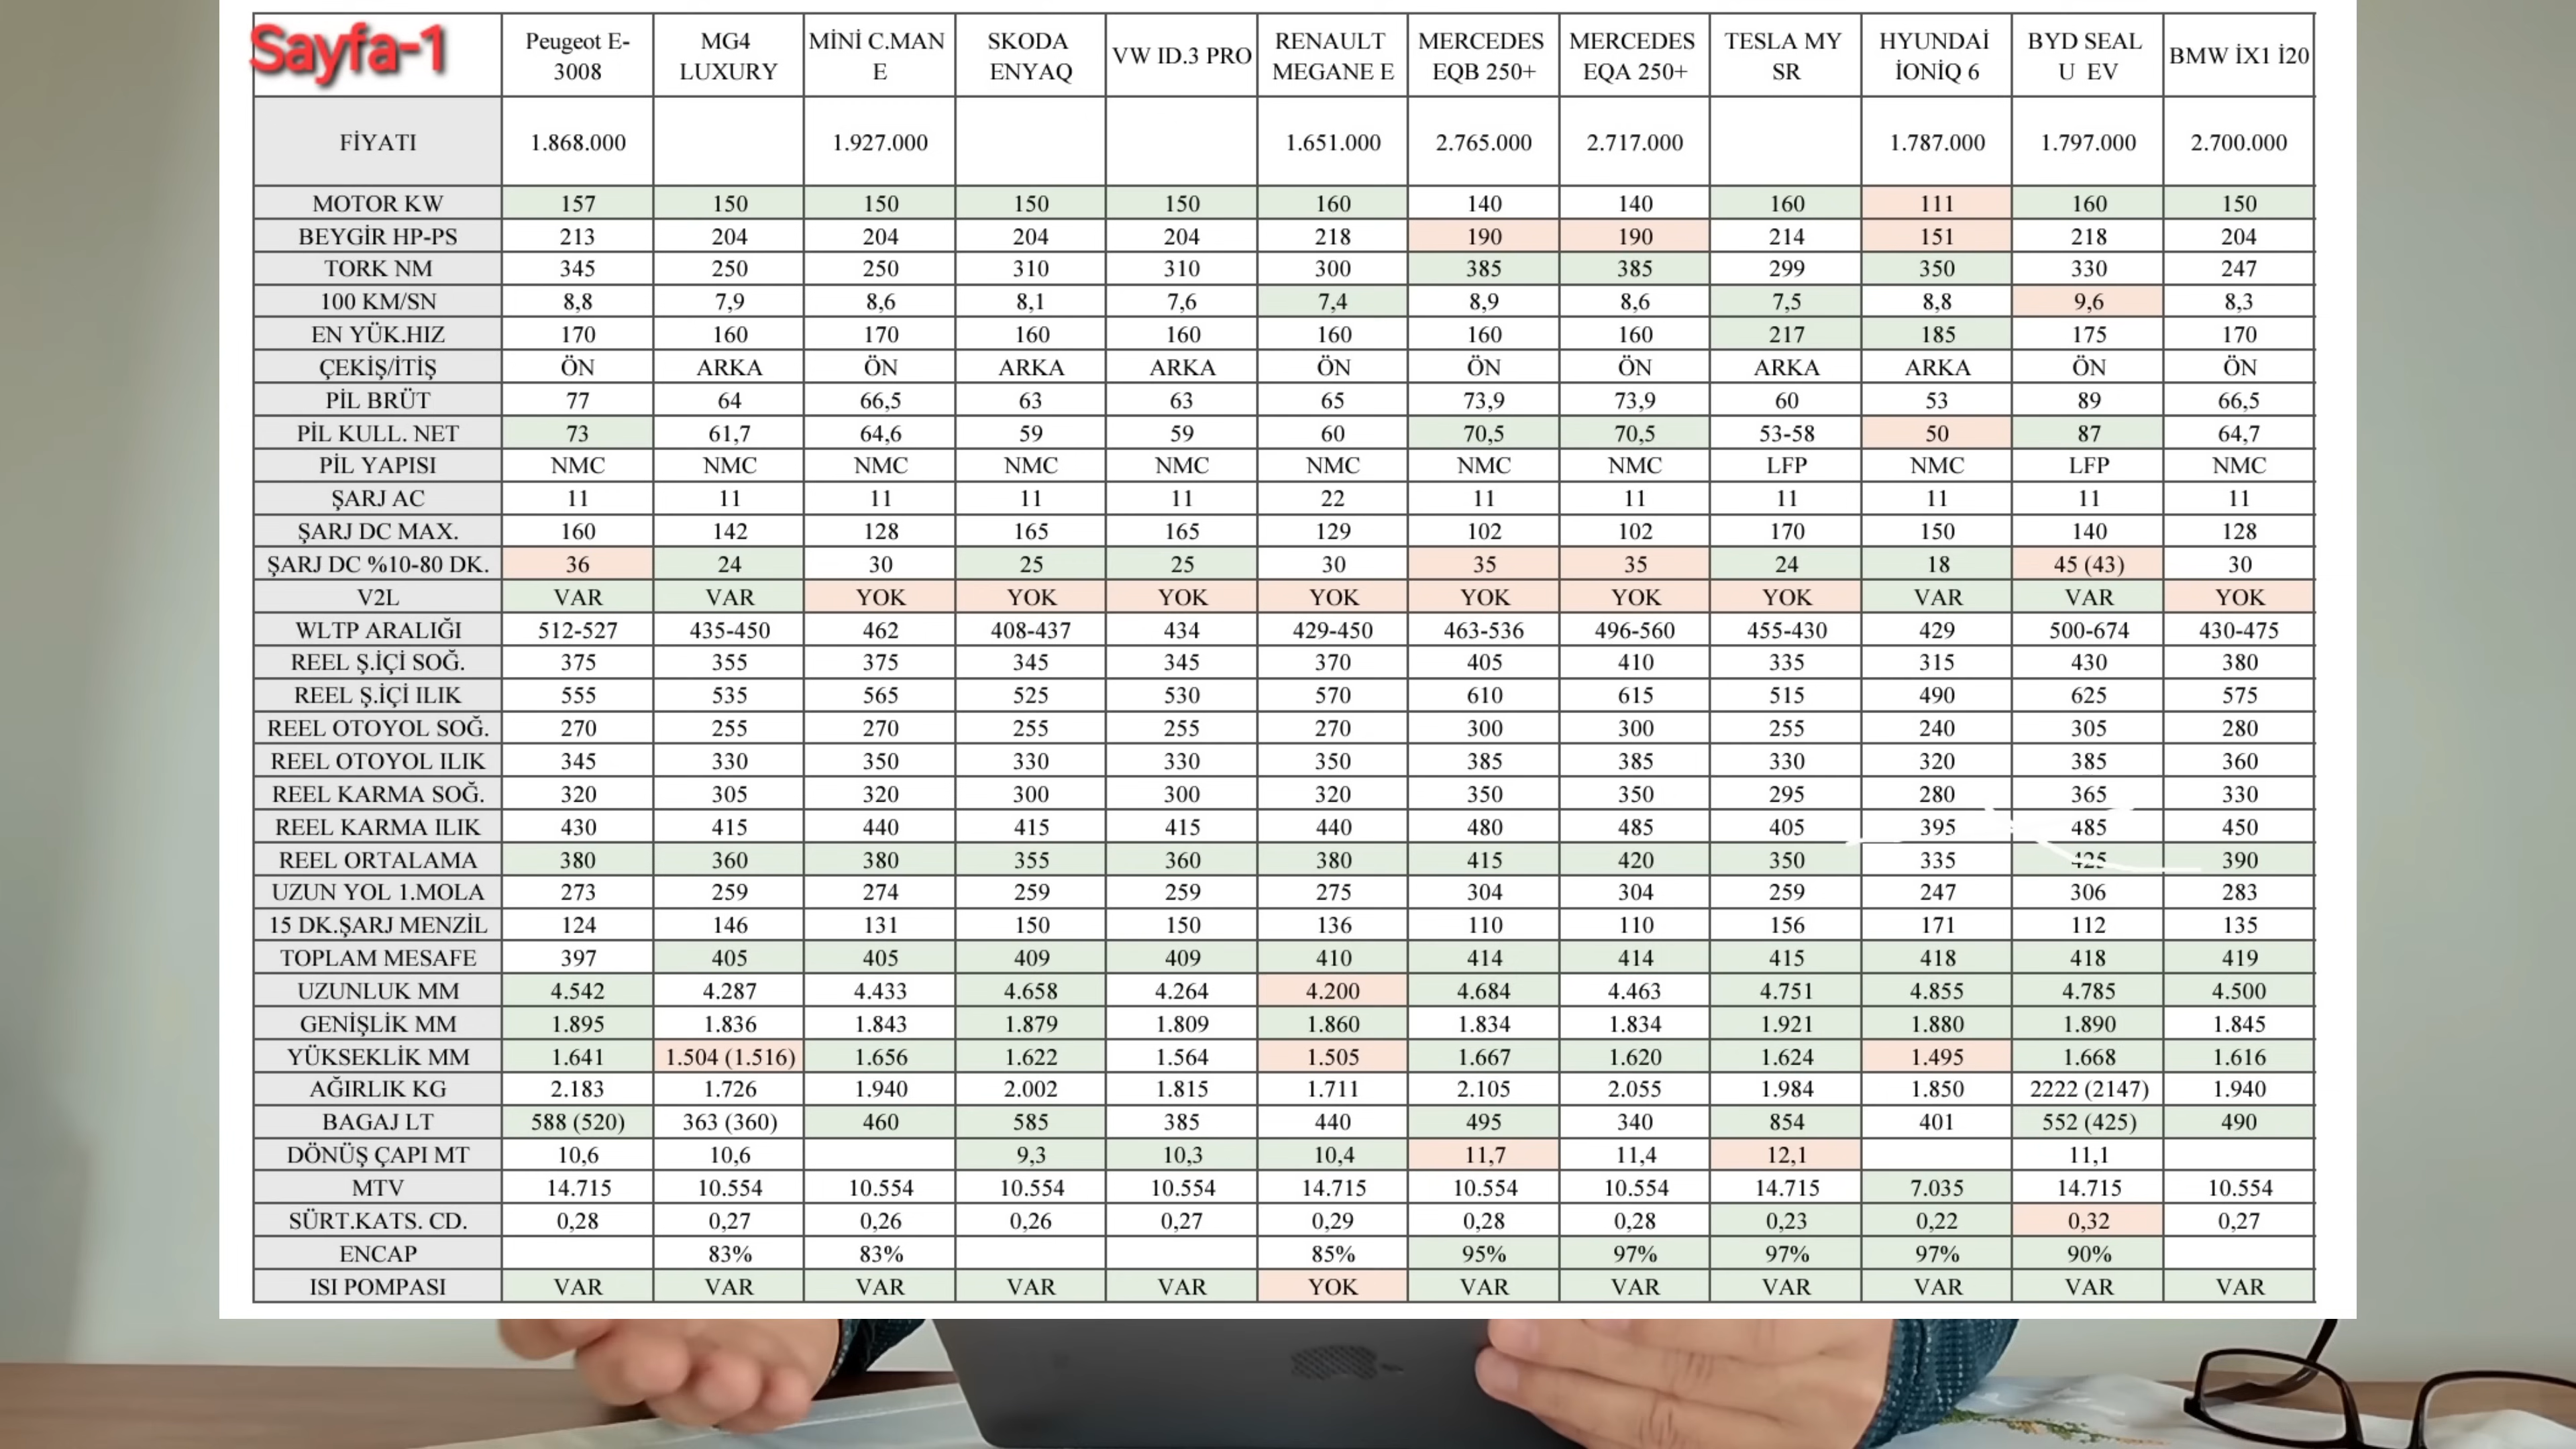 Sayfa-1 Peugeot E-3008 MG4 LUXURY MİNİ C.MAN E SKODA ENYAQ VW ID.3 PRO RENAULT MEGANE E MERCEDES EQB 250+ MERCEDES EQA 250+ TESLA MY SR HYUNDAİ İONİQ 6 BYD SEAL U EV BMW İX1 İ20
FİYATI 1.868.000 1.927.000 1.651.000 2.765.000 2.717.000 1.787.000 1.797.000 2.700.000
MOTOR KW 157 150 150 150 150 160 140 140 160 111 160 150
BEYGİR HP-PS 213 204 204 204 204 218 190 190 214 151 218 204
TORK NM 345 250 250 310 310 300 385 385 299 350 330 247
100 KM/SN 8,8 7,9 8,6 8,1 7,6 7,4 8,9 8,6 7,5 8,8 9,6 8,3
EN YÜK.HIZ 170 160 170 160 160 160 160 160 217 185 175 170
ÇEKİŞ/İTİŞ ÖN ARKA ÖN ARKA ARKA ÖN ÖN ÖN ARKA ARKA ÖN ÖN
PİL BRÜT 77 64 66,5 63 63 65 73,9 73,9 60 53 89 66,5
PİL KULL. NET 73 61,7 64,6 59 59 60 70,5 70,5 53-58 50 87 64,7
PİL YAPISI NMC NMC NMC NMC NMC NMC NMC NMC LFP NMC LFP NMC
ŞARJ AC 11 11 11 11 11 22 11 11 11 11 11 11
ŞARJ DC MAX. 160 142 128 165 165 129 102 102 170 150 140 128
ŞARJ DC %10-80 DK. 36 24 30 25 25 30 35 35 24 18 45 (43) 30
V2L VAR VAR YOK YOK YOK YOK YOK YOK YOK VAR VAR YOK
WLTP ARALIĞI 512-527 435-450 462 408-437 434 429-450 463-536 496-560 455-430 429 500-674 430-475
REEL Ş.İÇİ SOĞ. 375 355 375 345 345 370 405 410 335 315 430 380
REEL Ş.İÇİ ILIK 555 535 565 525 530 570 610 615 515 490 625 575
REEL OTOYOL SOĞ. 270 255 270 255 255 270 300 300 255 240 305 280
REEL OTOYOL ILIK 345 330 350 330 330 350 385 385 330 320 385 360
REEL KARMA SOĞ. 320 305 320 300 300 320 350 350 295 280 365 330
REEL KARMA ILIK 430 415 440 415 415 440 480 485 405 395 485 450
REEL ORTALAMA 380 360 380 355 360 380 415 420 350 335 425 390
UZUN YOL 1.MOLA 273 259 274 259 259 275 304 304 259 247 306 283
15 DK.ŞARJ MENZİL 124 146 131 150 150 136 110 110 156 171 112 135
TOPLAM MESAFE 397 405 405 409 409 410 414 414 415 418 418 419
UZUNLUK MM 4.542 4.287 4.433 4.658 4.264 4.200 4.684 4.463 4.751 4.855 4.785 4.500
GENİŞLİK MM 1.895 1.836 1.843 1.879 1.809 1.860 1.834 1.834 1.921 1.880 1.890 1.845
YÜKSEKLİK MM 1.641 1.504 (1.516) 1.656 1.622 1.564 1.505 1.667 1.620 1.624 1.495 1.668 1.616
AĞIRLIK KG 2.183 1.726 1.940 2.002 1.815 1.711 2.105 2.055 1.984 1.850 2222 (2147) 1.940
BAGAJ LT 588 (520) 363 (360) 460 585 385 440 495 340 854 401 552 (425) 490
DÖNÜŞ ÇAPI MT 10,6 10,6 9,3 10,3 10,4 11,7 11,4 12,1 11,1
MTV 14.715 10.554 10.554 10.554 10.554 14.715 10.554 10.554 14.715 7.035 14.715 10.554
SÜRT.KATS. CD. 0,28 0,27 0,26 0,26 0,27 0,29 0,28 0,28 0,23 0,22 0,32 0,27
ENCAP 83% 83% 85% 95% 97% 97% 97% 90%
ISI POMPASI VAR VAR VAR VAR VAR YOK VAR VAR VAR VAR VAR VAR